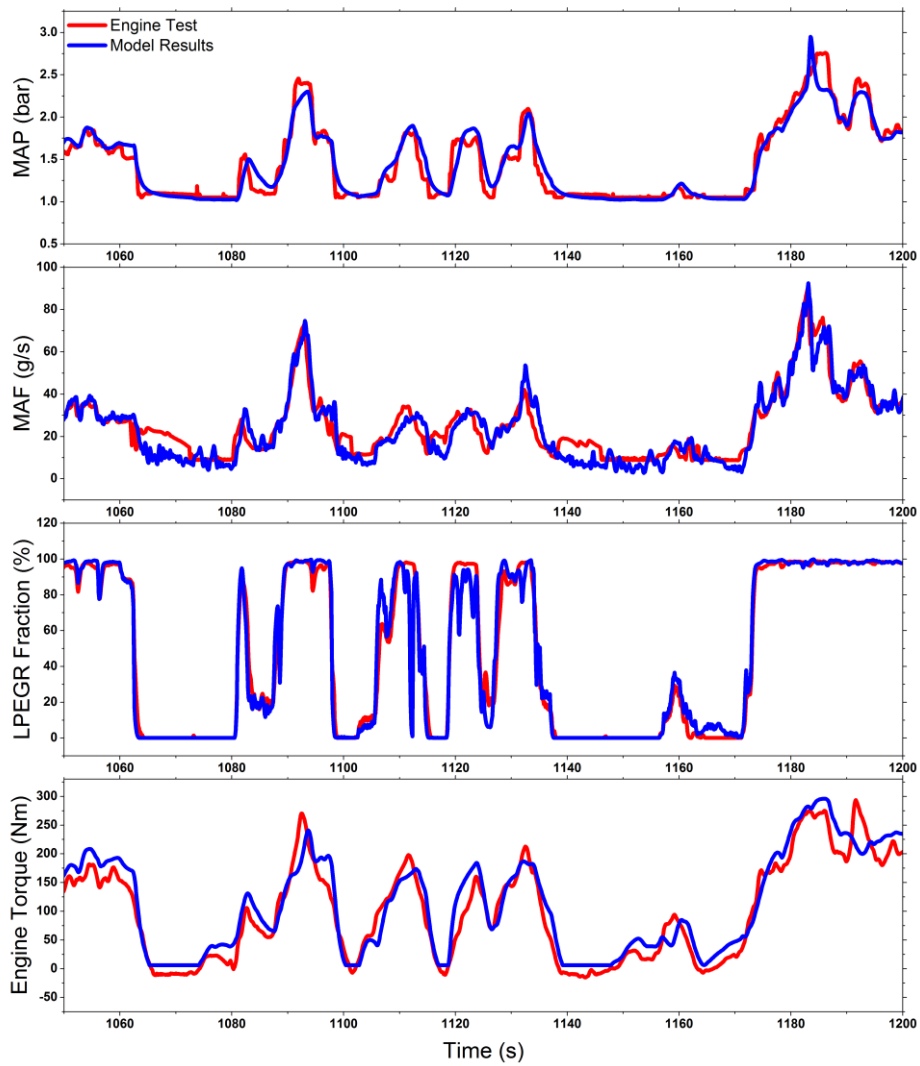 Engine Test
Model Results
MAP (bar)
3.0
2.5
2.0
1.5
1.0
0.5
1060 1080 1100 1120 1140 1160 1180 1200
MAF (g/s)
100
80
60
40
20
0
1060 1080 1100 1120 1140 1160 1180 1200
LPEGR Fraction (%)
120
100
80
60
40
20
0
1060 1080 1100 1120 1140 1160 1180 1200
Engine Torque (Nm)
300
250
200
150
100
50
0
-50
1060 1080 1100 1120 1140 1160 1180 1200
Time (s)